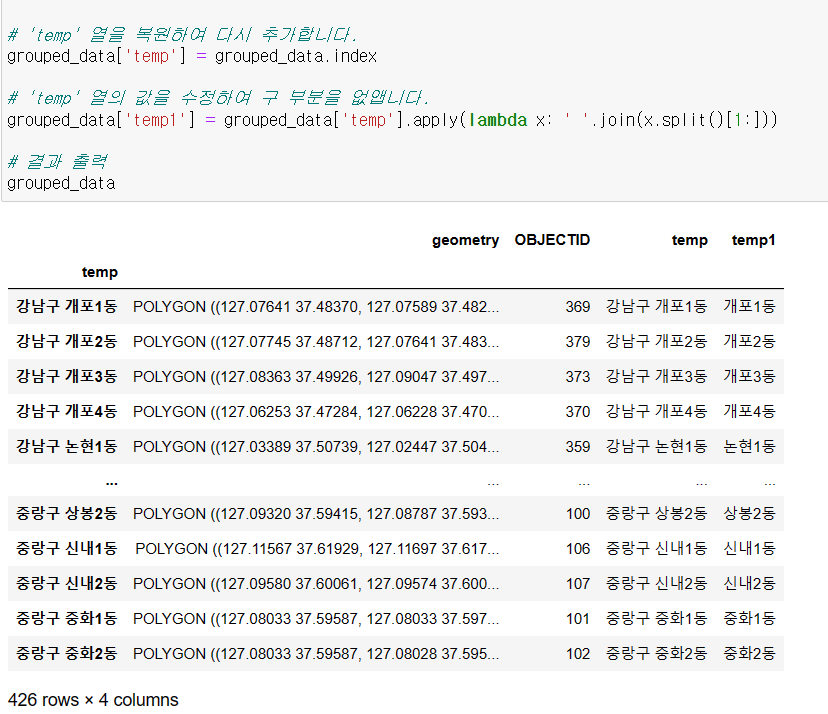 # 'temp' 열을 복원하여 다시 추가합니다.
grouped_data['temp'] = grouped_data.index
# 'temp' 열의 값을 수정하여 구 부분을 없앱니다.
grouped_data['temp1'] = grouped_data['temp'].apply(lambda x: ' '.join(x.split()[1:]))
# 결과 출력
grouped_data
geometry OBJECTID temp temp1
temp
강남구 개포1동 POLYGON ((127.07641 37.48370, 127.07589 37.482... 369 강남구 개포1동 개포1동
강남구 개포2동 POLYGON ((127.07745 37.48712, 127.07641 37.483... 379 강남구 개포2동 개포2동
강남구 개포3동 POLYGON ((127.08363 37.49926, 127.09047 37.497... 373 강남구 개포3동 개포3동
강남구 개포4동 POLYGON ((127.06253 37.47284, 127.06228 37.470... 370 강남구 개포4동 개포4동
강남구 논현1동 POLYGON ((127.03389 37.50739, 127.02447 37.504... 359 강남구 논현1동 논현1동
... ... ... ... ...
중랑구 상봉2동 POLYGON ((127.09320 37.59415, 127.08787 37.593... 100 중랑구 상봉2동 상봉2동
중랑구 신내1동 POLYGON ((127.11567 37.61929, 127.11697 37.617... 106 중랑구 신내1동 신내1동
중랑구 신내2동 POLYGON ((127.09580 37.60061, 127.09574 37.600... 107 중랑구 신내2동 신내2동
중랑구 중화1동 POLYGON ((127.08033 37.59587, 127.08033 37.597... 101 중랑구 중화1동 중화1동
중랑구 중화2동 POLYGON ((127.08033 37.59587, 127.08028 37.595... 102 중랑구 중화2동 중화2동
426 rows × 4 columns